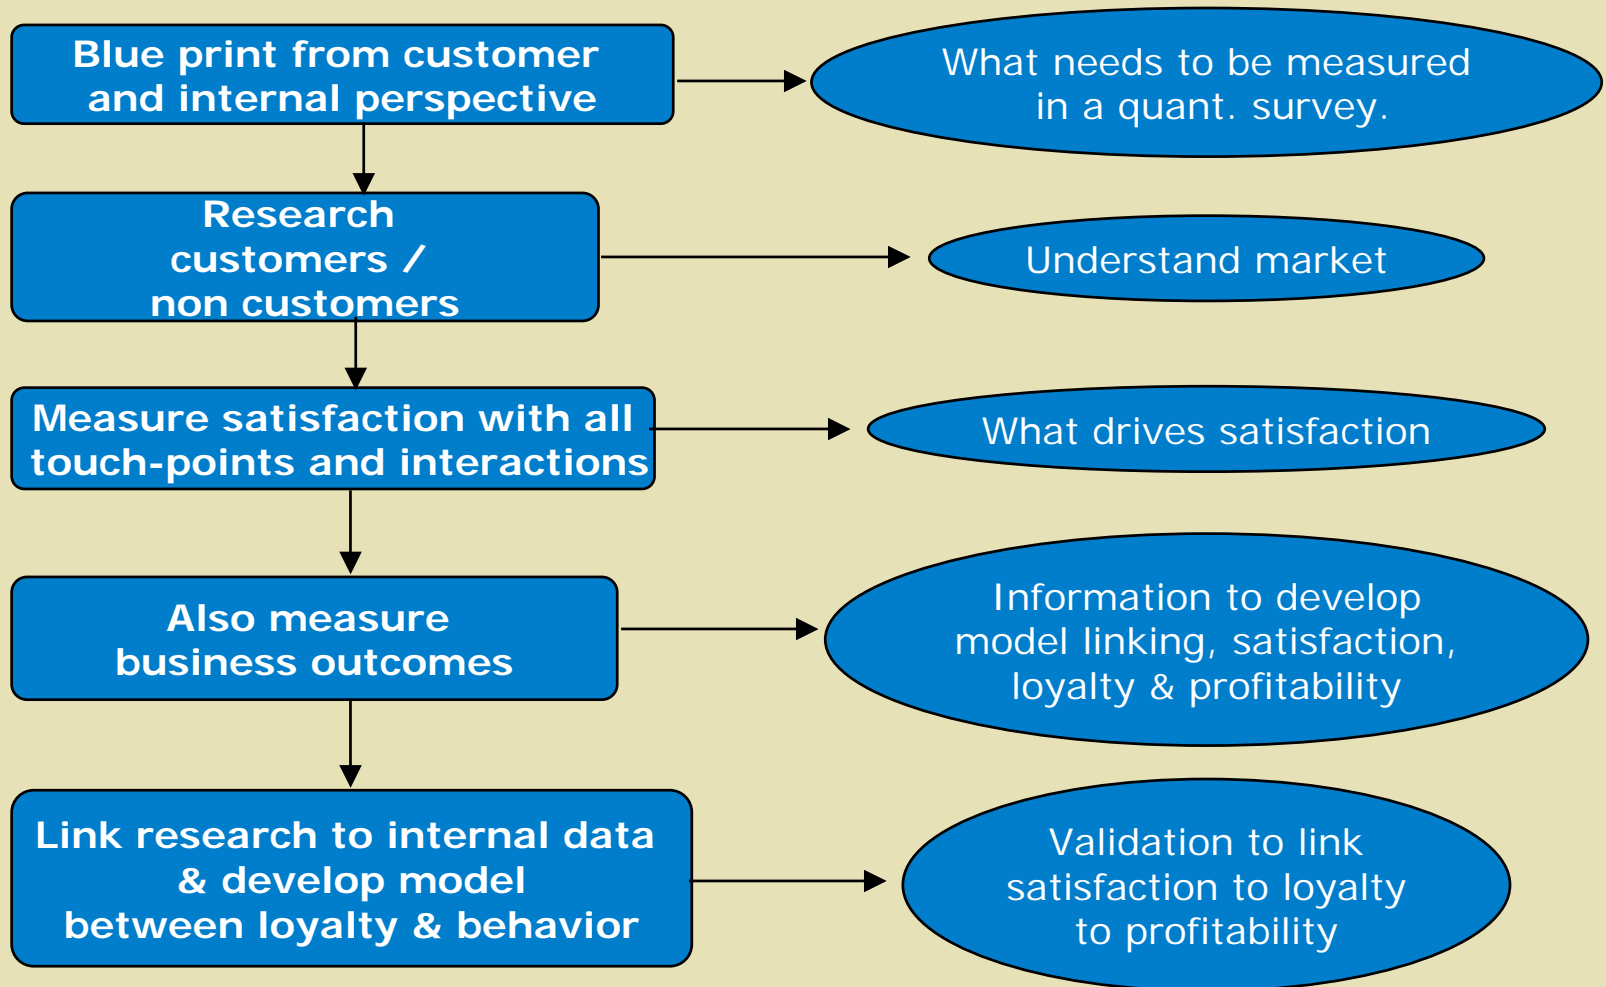 Blue print from customer
and internal perspective
What needs to be measured
in a quant. survey.
Research
customers /
non customers
Understand market
Measure satisfaction with all
touch-points and interactions
What drives satisfaction
Also measure
business outcomes
Information to develop
model linking, satisfaction,
loyalty & profitability
Link research to internal data
& develop model
between loyalty & behavior
Validation to link
satisfaction to loyalty
to profitability